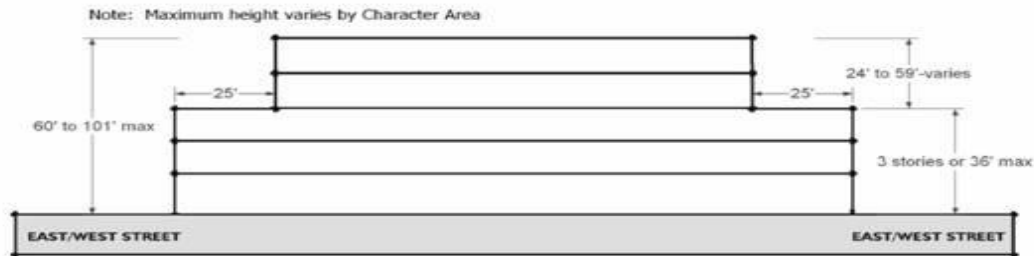 Note: Maximum height varies by Character Area
24' to 59'-varies
25'
25'
60' to 101' max
3 stories or 36' max
EAST/WEST STREET
EAST/WEST STREET